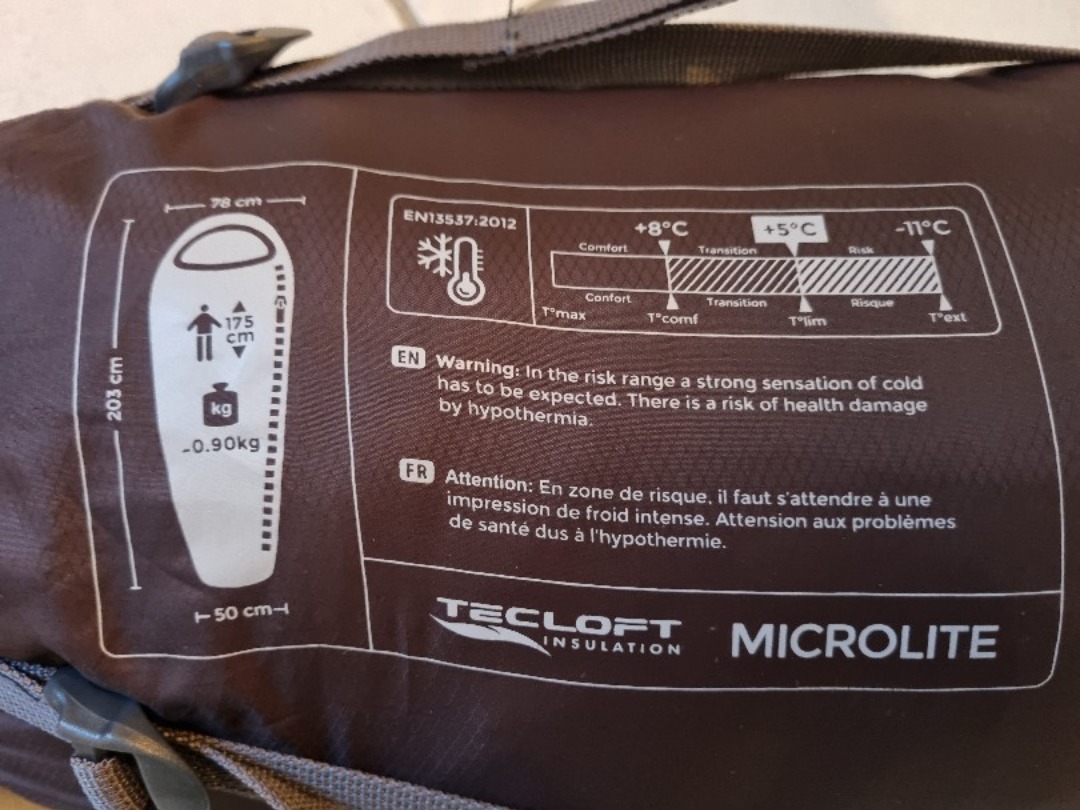 78 cm
203 cm
175
cm
kg
~0.90kg
50 cm
EN13537:2012
+8°C
+5°C
-11°C
Comfort
Transition
Risk
Confort
Transition
Risque
T°max
T°comf
T°lim
T°ext
EN
Warning: In the risk range a strong sensation of cold
has to be expected. There is a risk of health damage
by hypothermia.
FR
Attention: En zone de risque, il faut s'attendre à une
impression de froid intense. Attention aux problèmes
de santé dus à l'hypothermie.
TECLOFT
INSULATION
MICROLITE